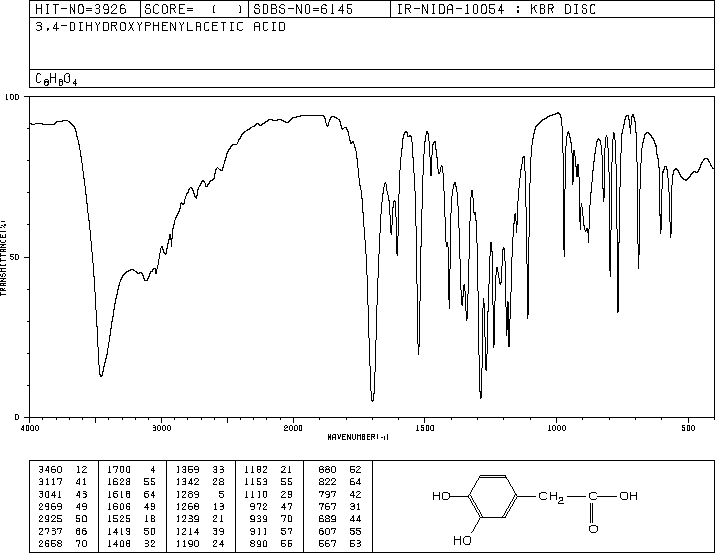 HIT-NO=3926 SCORE= ( ) SDBS-NO=6145 IR-NIDA-10054 : KBR DISC
3,4-DIHYDROXYPHENYLACETIC ACID
C8H8O4
100
50
0
TRANSMITTANCE(%)
4000 3000 2000 1500 1000 500
WAVENUMBER(-1)
3460 12 1700 4 1359 33 1182 21 880 52
3117 41 1628 55 1342 28 1153 55 822 64
3041 43 1618 64 1289 5 1110 29 797 42
2969 49 1606 49 1268 13 972 47 767 31
2925 50 1525 18 1239 21 939 70 689 44
2737 66 1419 50 1214 39 911 57 607 55
2658 70 1408 32 1190 24 890 55 567 53
HO CH2 C OH
O
HO